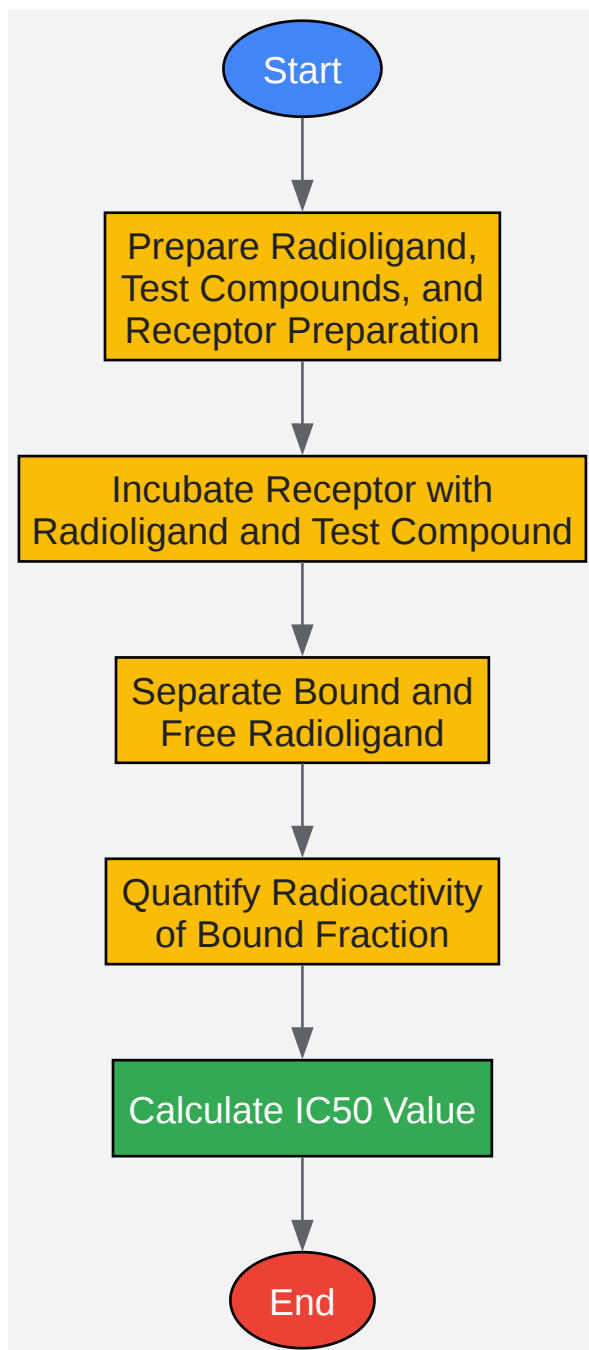 Start
Prepare Radioligand,
Test Compounds, and
Receptor Preparation
Incubate Receptor with
Radioligand and Test Compound
Separate Bound and
Free Radioligand
Quantify Radioactivity
of Bound Fraction
Calculate IC50 Value
End